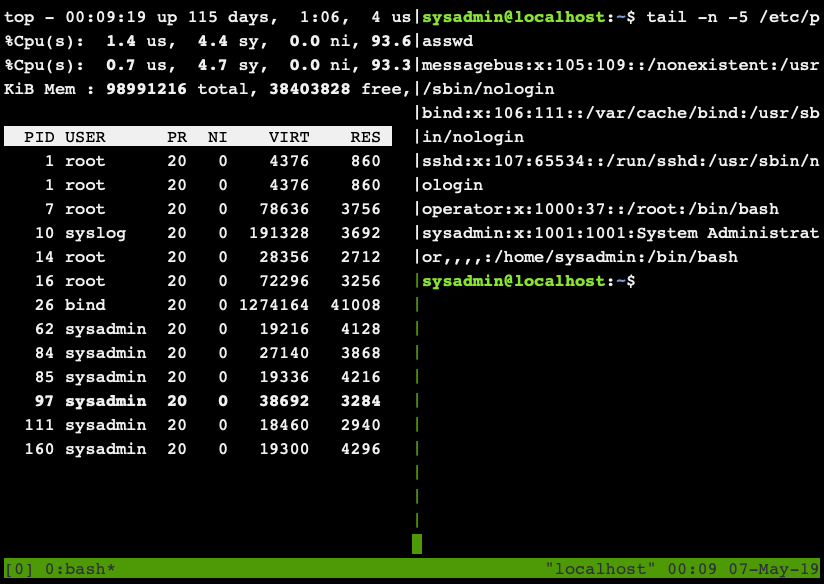 top - 00:09:19 up 115 days,  1:06,  4 us
%Cpu(s):  1.4 us,  4.4 sy,  0.0 ni, 93.6
%Cpu(s):  0.7 us,  4.7 sy,  0.0 ni, 93.3
KiB Mem : 98991216 total, 38403828 free,
PID USER      PR  NI    VIRT    RES
1 root      20   0    4376    860
1 root      20   0    4376    860
7 root      20   0   78636   3756
10 syslog    20   0  191328   3692
14 root      20   0   28356   2712
16 root      20   0   72296   3256
26 bind      20   0 1274164  41008
62 sysadmin  20   0   19216   4128
84 sysadmin  20   0   27140   3868
85 sysadmin  20   0   19336   4216
97 sysadmin  20   0   38692   3284
111 sysadmin  20   0   18460   2940
160 sysadmin  20   0   19300   4296
sysadmin@localhost:~$ tail -n -5 /etc/p
asswd
messagebus:x:105:109::/nonexistent:/usr
/sbin/nologin
bind:x:106:111::/var/cache/bind:/usr/sb
in/nologin
sshd:x:107:65534::/run/sshd:/usr/sbin/n
ologin
operator:x:1000:37::/root:/bin/bash
sysadmin:x:1001:1001:System Administrat
or,,,,:/home/sysadmin:/bin/bash
sysadmin@localhost:~$
[0] 0:bash* "localhost" 00:09 07-May-19